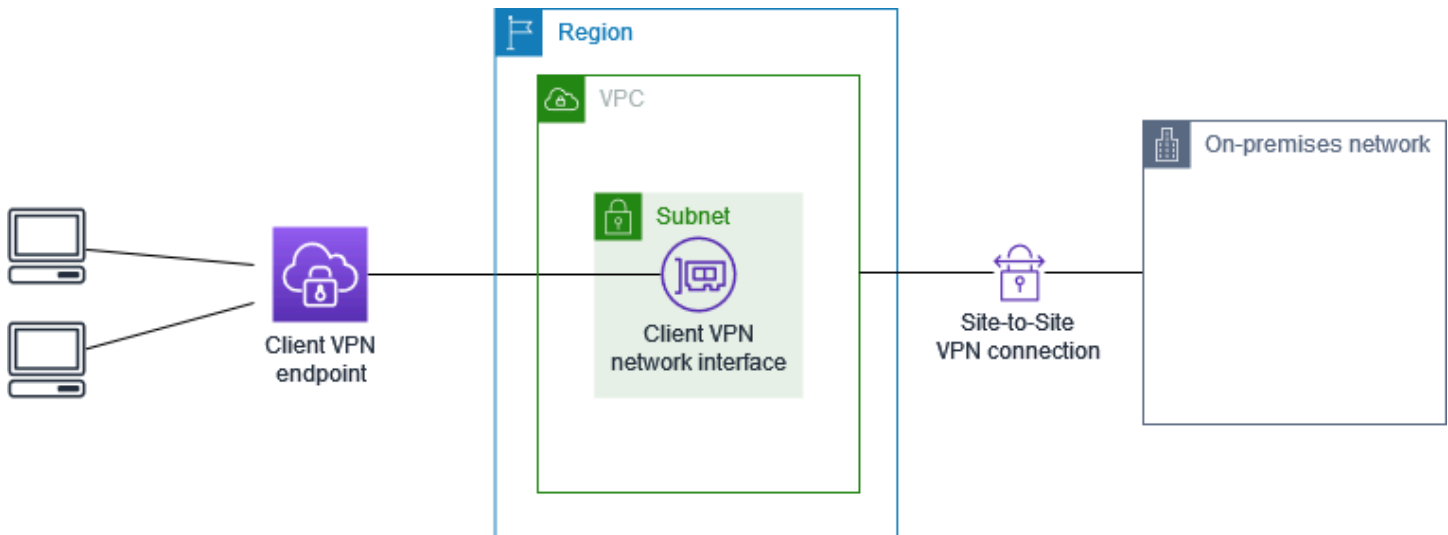 Region
VPC
On-premises network
Subnet
Client VPN
endpoint
Client VPN
network interface
Site-to-Site
VPN connection